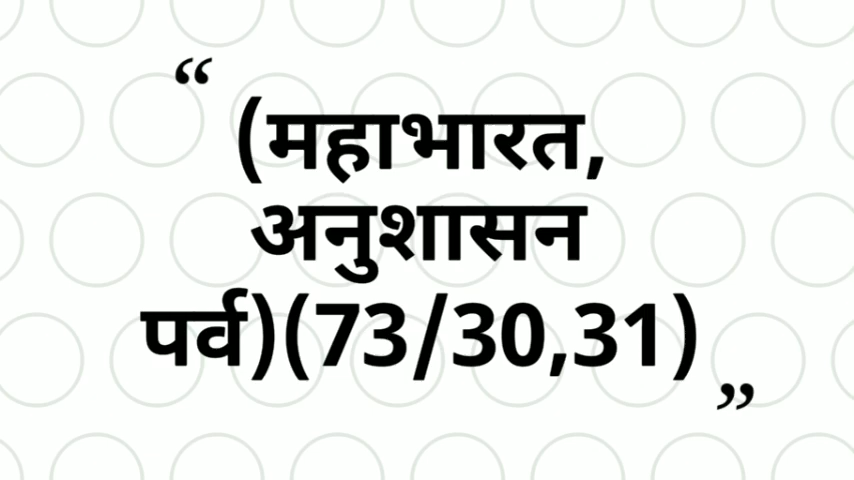 “
(महाभारत,
अनुशासन
पर्व)(73/30,31)
”